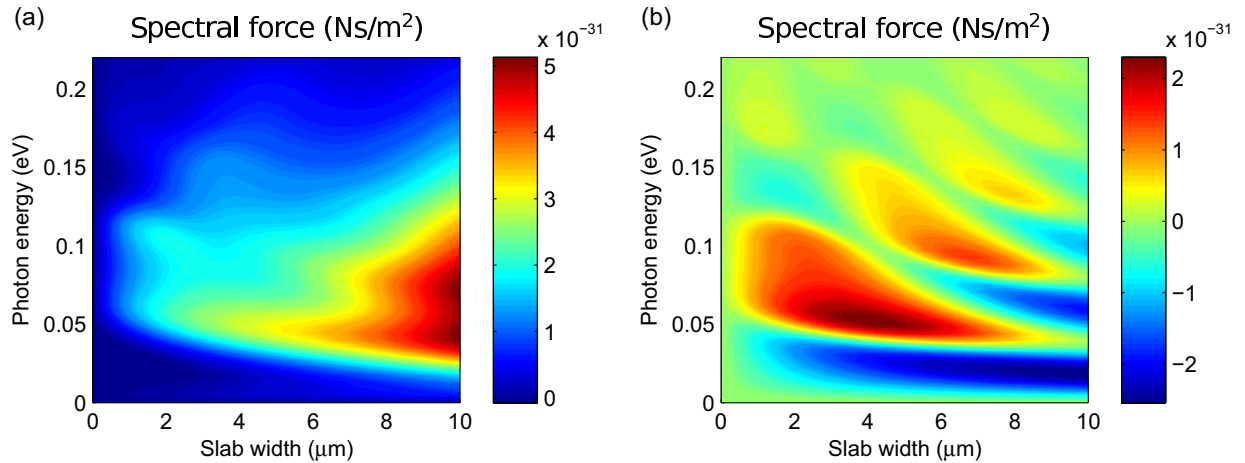 (a)
Spectral force (Ns/m²)
x 10⁻³¹
Photon energy (eV)
0.2
0.15
0.1
0.05
0
0 2 4 6 8 10
Slab width (μm)
5
4
3
2
1
0
(b)
Spectral force (Ns/m²)
x 10⁻³¹
Photon energy (eV)
0.2
0.15
0.1
0.05
0
0 2 4 6 8 10
Slab width (μm)
2
1
0
−1
−2